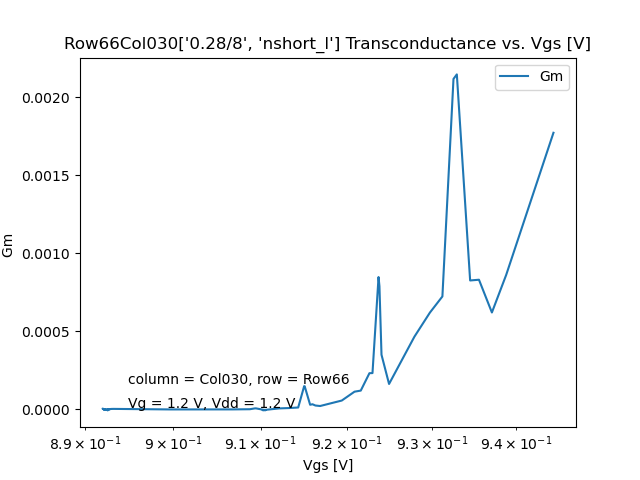 Row66Col030['0.28/8', 'nshort_l'] Transconductance vs. Vgs [V]
Gm
0.0020
0.0015
0.0010
0.0005
0.0000
Gm
column = Col030, row = Row66
Vg = 1.2 V, Vdd = 1.2 V
8.9 × 10⁻¹ 9 × 10⁻¹ 9.1 × 10⁻¹ 9.2 × 10⁻¹ 9.3 × 10⁻¹ 9.4 × 10⁻¹
Vgs [V]